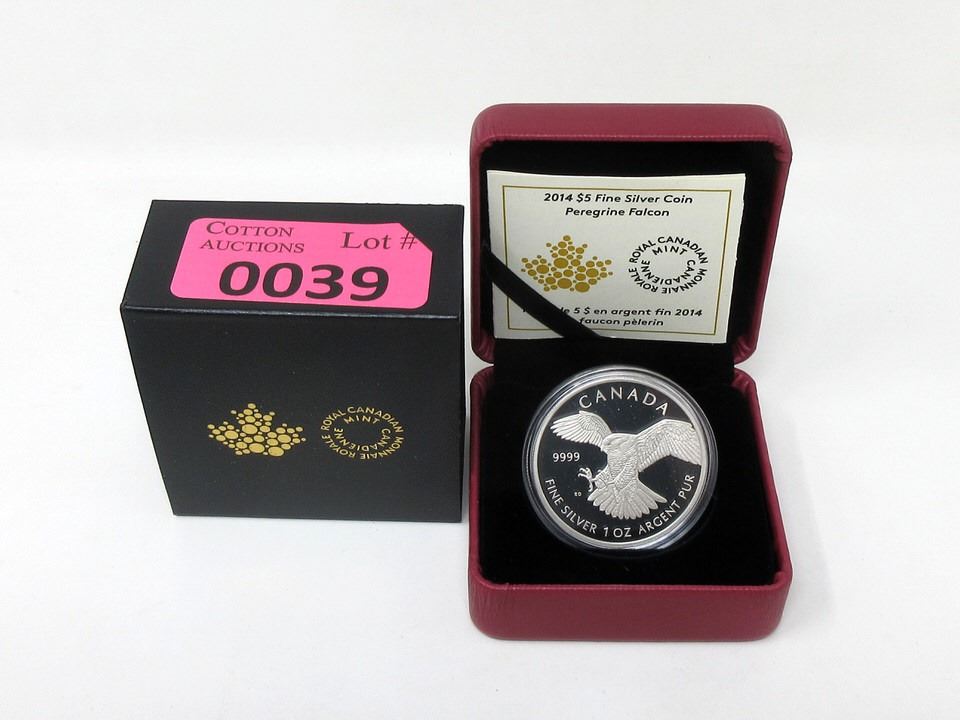 COTTON
AUCTIONS
Lot #
0039
ROYAL CANADIAN MINT
MONNAIE ROYALE CANADIENNE
2014 $5 Fine Silver Coin
Peregrine Falcon
ROYAL CANADIAN MINT
MONNAIE ROYALE CANADIENNE
5 $ en argent fin 2014
faucon pèlerin
CANADA
9999
FINE SILVER 1 OZ ARGENT PUR